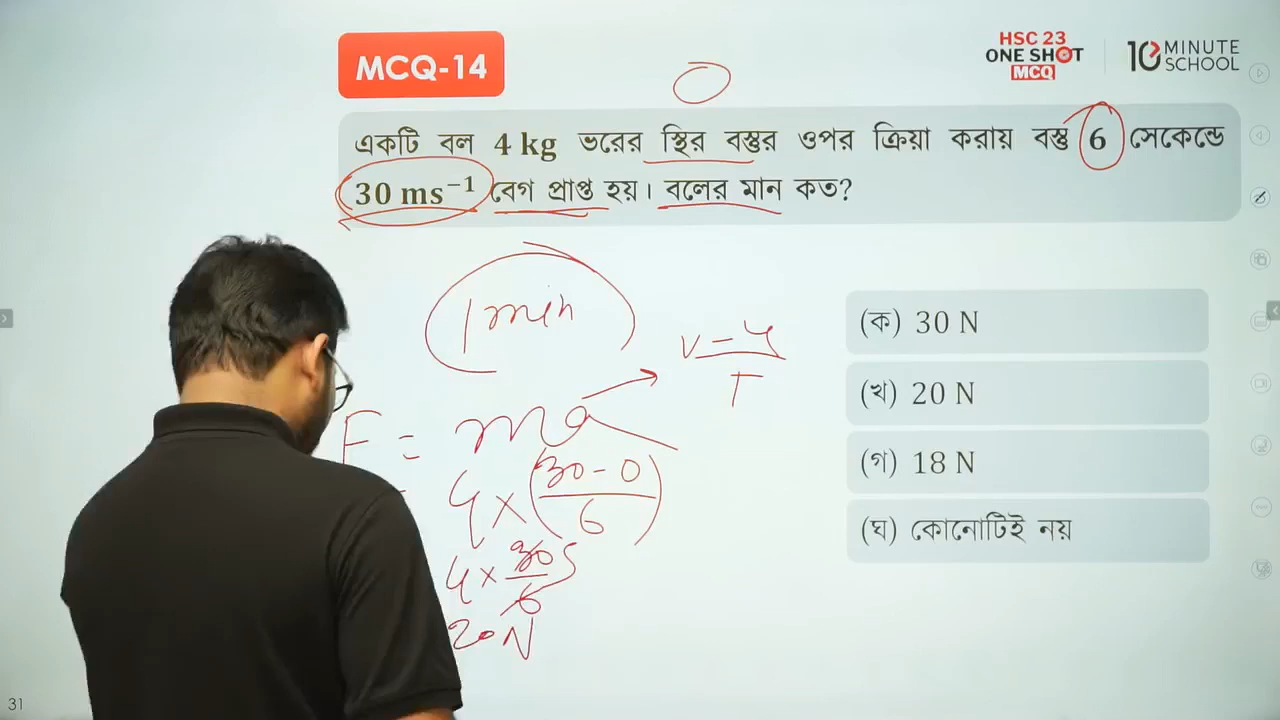 MCQ-14
HSC 23
ONE SHOT
MCQ
10 MINUTE
SCHOOL
একটি বল 4 kg ভরের স্থির বস্তুর ওপর ক্রিয়া করায় বস্তু 6 সেকেন্ডে
30 ms⁻¹ বেগ প্রাপ্ত হয়। বলের মান কত?
1 min
v-u
T
F = ma
4 × (30-0)
6
4 × 30 5
6
20 N
(ক) 30 N
(খ) 20 N
(গ) 18 N
(ঘ) কোনোটিই নয়
31